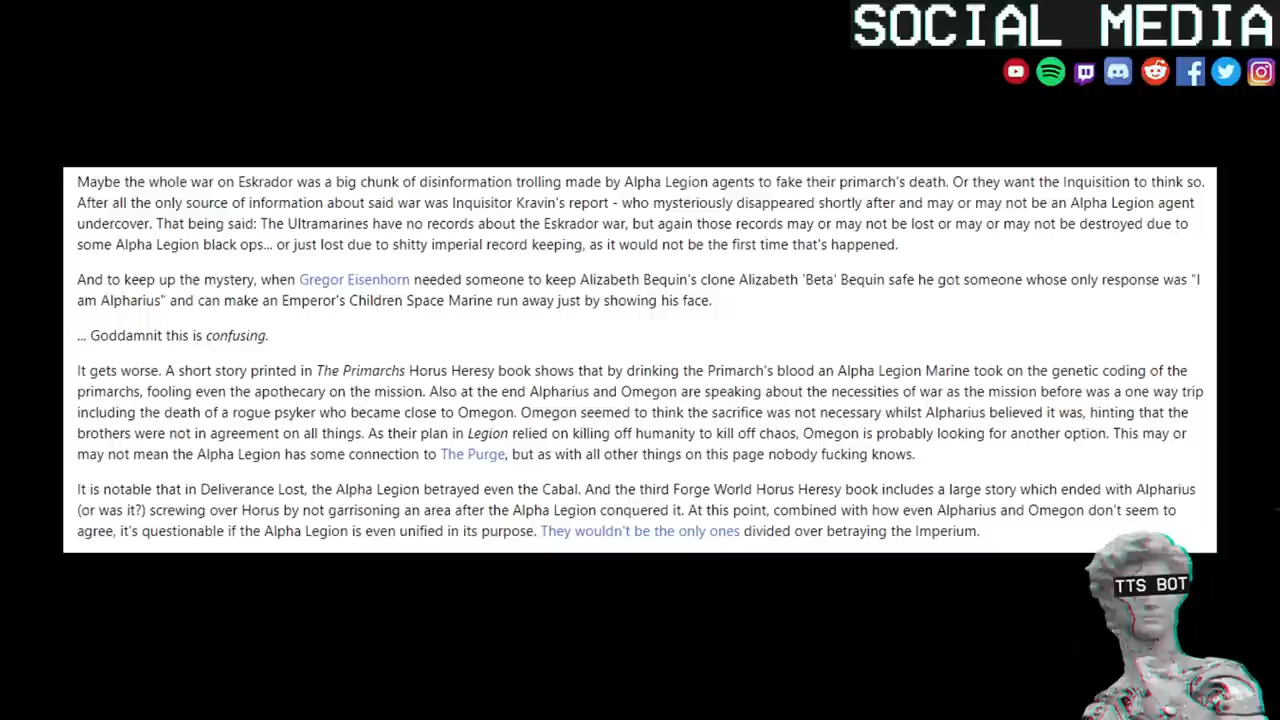 SOCIAL MEDIA
Maybe the whole war on Eskrador was a big chunk of disinformation trolling made by Alpha Legion agents to fake their primarch's death. Or they want the Inquisition to think so.
After all the only source of information about said war was Inquisitor Kravin's report - who mysteriously disappeared shortly after and may or may not be an Alpha Legion agent
undercover. That being said: The Ultramarines have no records about the Eskrador war, but again those records may or may not be lost or may or may not be destroyed due to
some Alpha Legion black ops... or just lost due to shitty imperial record keeping, as it would not be the first time that's happened.
And to keep up the mystery, when Gregor Eisenhorn needed someone to keep Alizabeth Bequin's clone Alizabeth 'Beta' Bequin safe he got someone whose only response was "I
am Alpharius" and can make an Emperor's Children Space Marine run away just by showing his face.
... Goddamnit this is confusing.
It gets worse. A short story printed in The Primarchs Horus Heresy book shows that by drinking the Primarch's blood an Alpha Legion Marine took on the genetic coding of the
primarchs, fooling even the apothecary on the mission. Also at the end Alpharius and Omegon are speaking about the necessities of war as the mission before was a one way trip
including the death of a rogue psyker who became close to Omegon. Omegon seemed to think the sacrifice was not necessary whilst Alpharius believed it was, hinting that the
brothers were not in agreement on all things. As their plan in Legion relied on killing off humanity to kill off chaos, Omegon is probably looking for another option. This may or
may not mean the Alpha Legion has some connection to The Purge, but as with all other things on this page nobody fucking knows.
It is notable that in Deliverance Lost, the Alpha Legion betrayed even the Cabal. And the third Forge World Horus Heresy book includes a large story which ended with Alpharius
(or was it?) screwing over Horus by not garrisoning an area after the Alpha Legion conquered it. At this point, combined with how even Alpharius and Omegon don't seem to
agree, it's questionable if the Alpha Legion is even unified in its purpose. They wouldn't be the only ones divided over betraying the Imperium.
TTS BOT